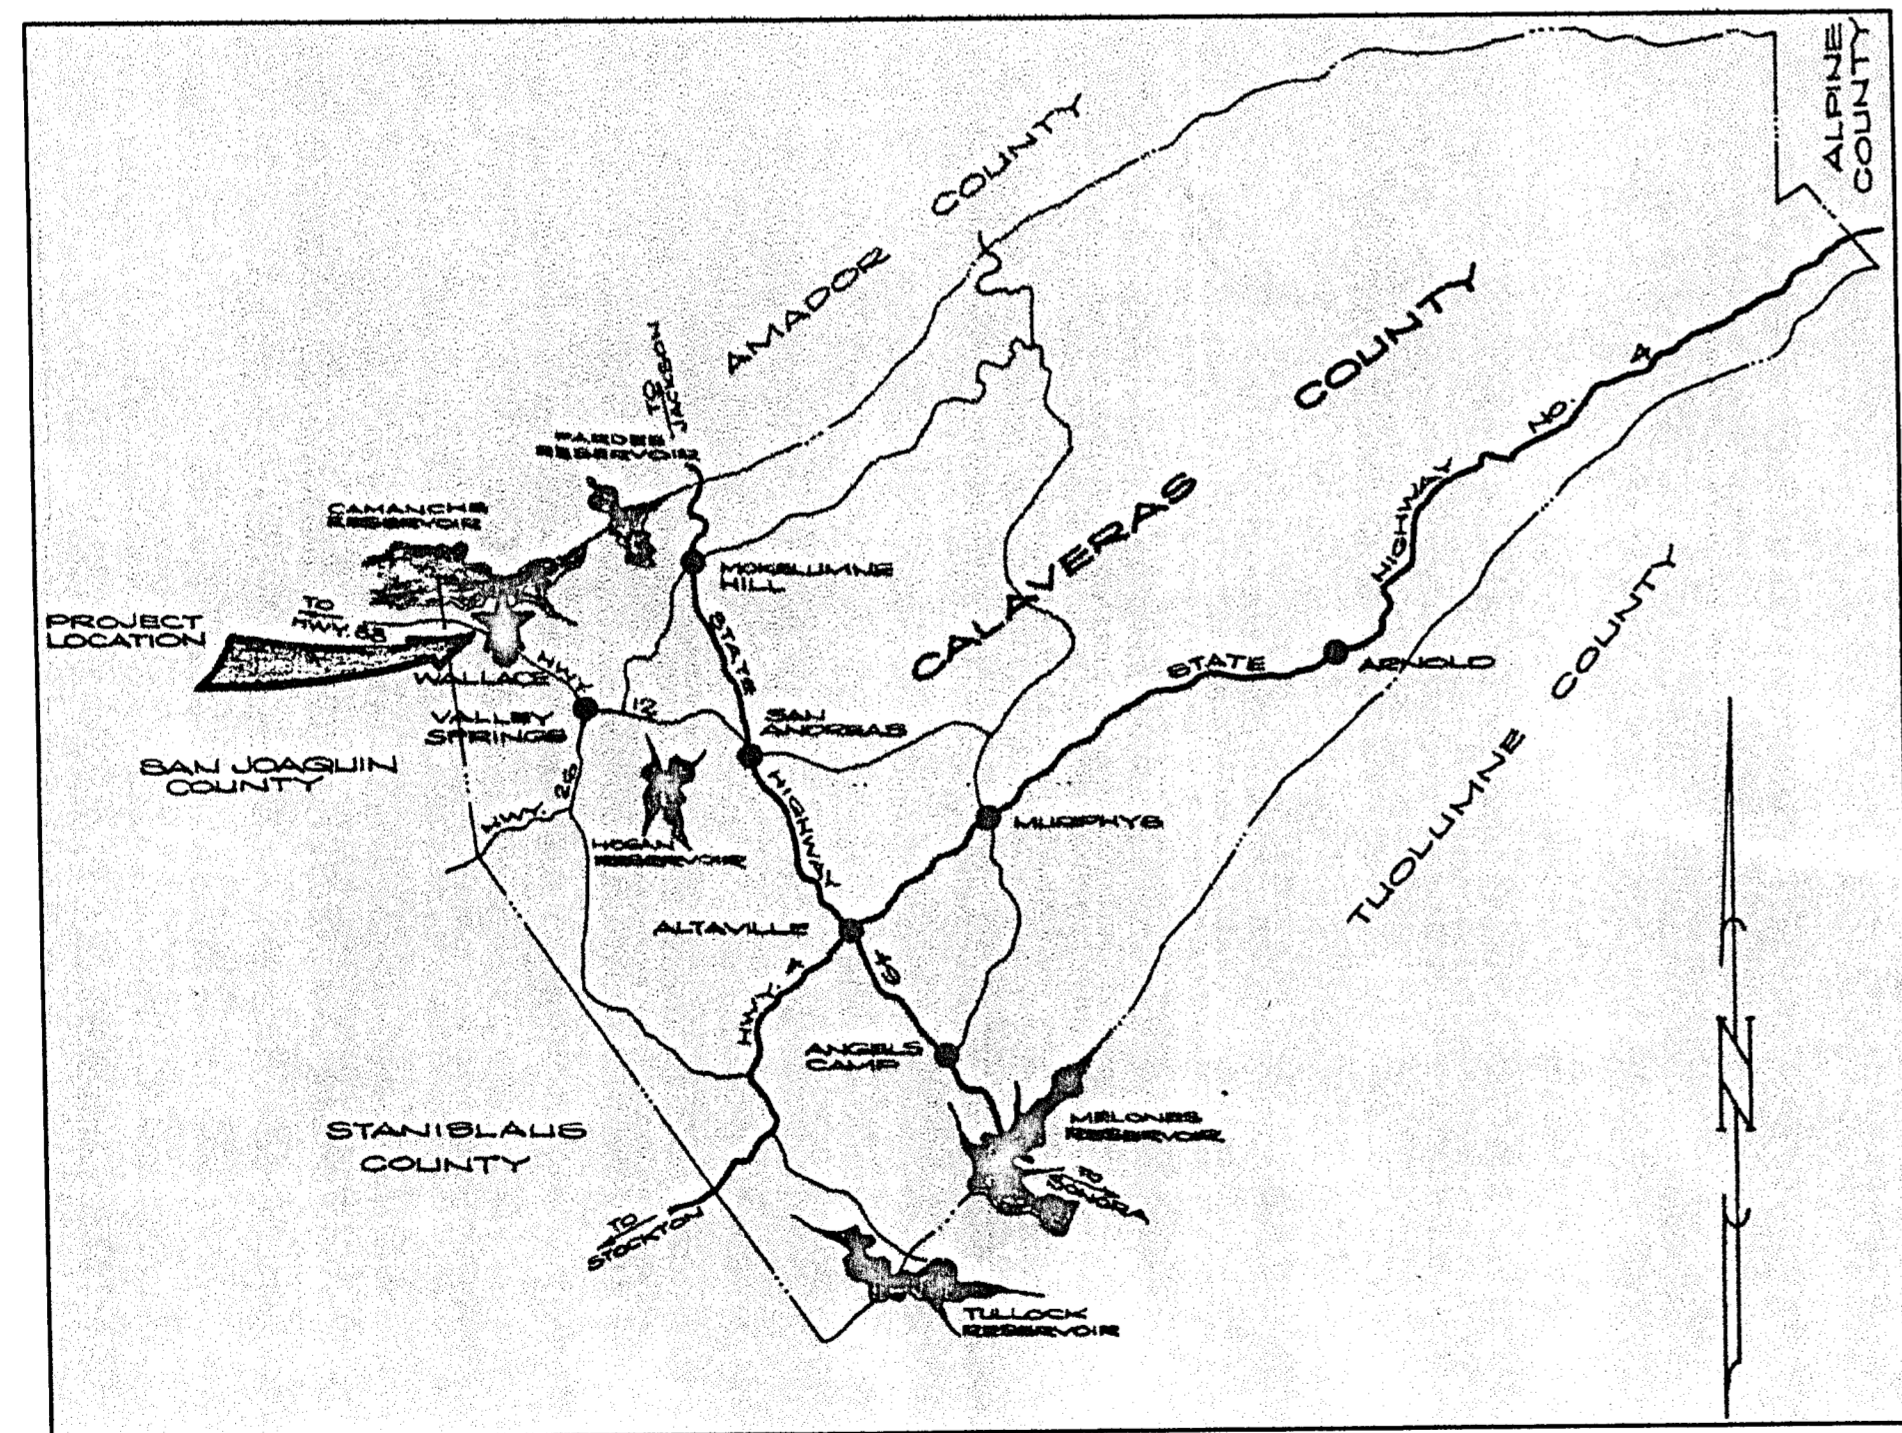 ALPINE
COUNTY
AMADOR COUNTY
CALAVERAS COUNTY
TO
JACKSON
PARDEE
RESERVOIR
CAMANCHE
RESERVOIR
MOKELUMNE
HILL
PROJECT
LOCATION
TO
HWY. 88
WALLACE
HWY 12
VALLEY
SPRINGS
SAN
ANDREAS
SAN JOAQUIN
COUNTY
HWY. 26
HOGAN
RESERVOIR
STATE HIGHWAY 49
STATE HIGHWAY NO. 4
ARNOLD
MURPHYS
TUOLUMNE COUNTY
ALTAVILLE
HWY. 4
ANGELS
CAMP
MELONES
RESERVOIR
TO
SONORA
STANISLAUS
COUNTY
TO
STOCKTON
TULLOCK
RESERVOIR
N